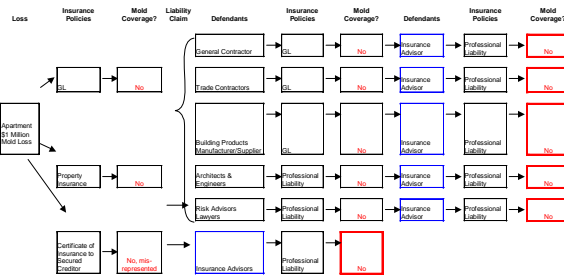 Loss Insurance Policies Mold Coverage? Liability Claim Defendants Insurance Policies Mold Coverage? Defendants Insurance Policies Mold Coverage?
General Contractor GL No Insurance Advisor Professional Liability No
GL No Trade Contractors GL No Insurance Advisor Professional Liability No
Apartment
$1 Million
Mold Loss
Building Products
Manufacturer/Supplier GL No Insurance Advisor Professional Liability No
Property Insurance No Architects & Engineers Professional Liability No Insurance Advisor Professional Liability No
Risk Advisors
Lawyers Professional Liability No Insurance Advisor Professional Liability No
Certificate of
Insurance to
Secured
Creditor
No, mis-
represented
Insurance Advisors
Professional
Liability
No